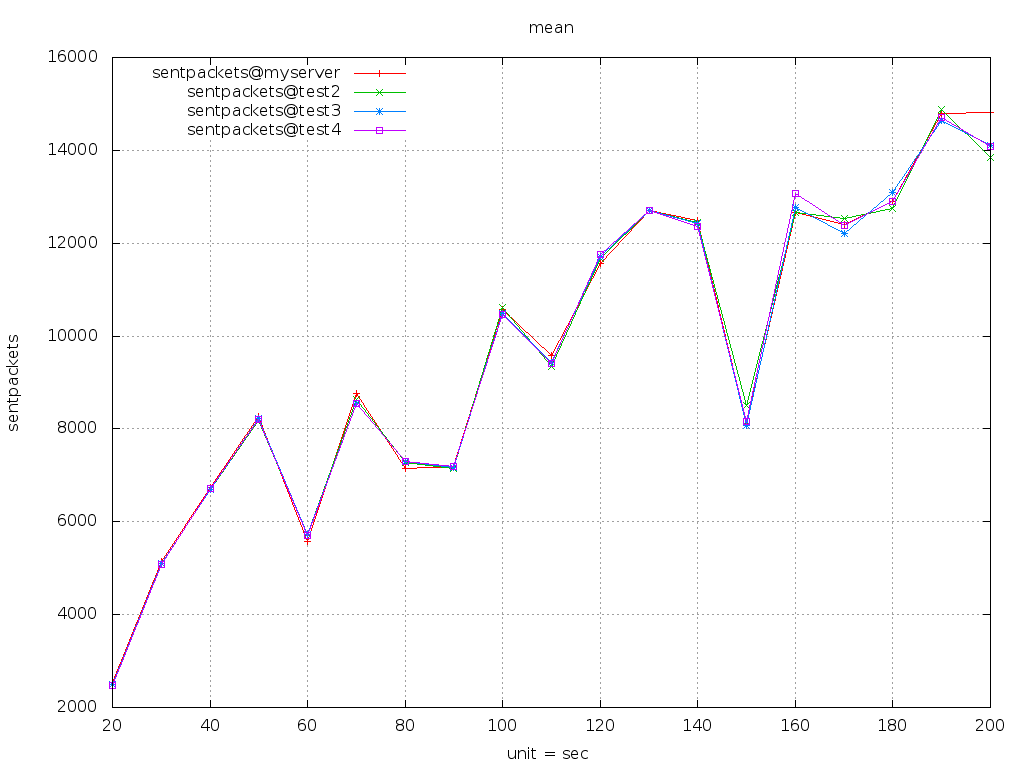 mean
16000
14000
12000
10000
8000
6000
4000
2000
sentpackets
sentpackets@myserver
sentpackets@test2
sentpackets@test3
sentpackets@test4
20 40 60 80 100 120 140 160 180 200
unit = sec